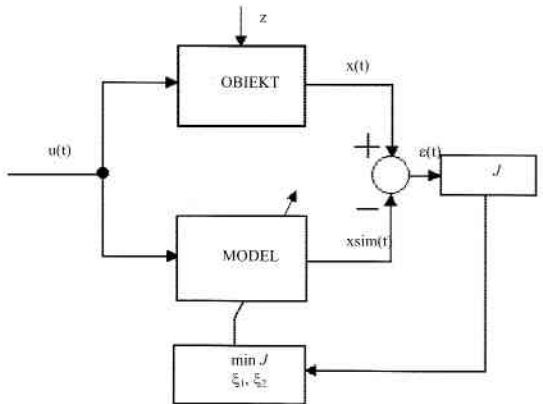 z
OBIEKT
x(t)
u(t)
+
ε(t)
J
−
MODEL
xsim(t)
min J
ξ₁, ξ₂